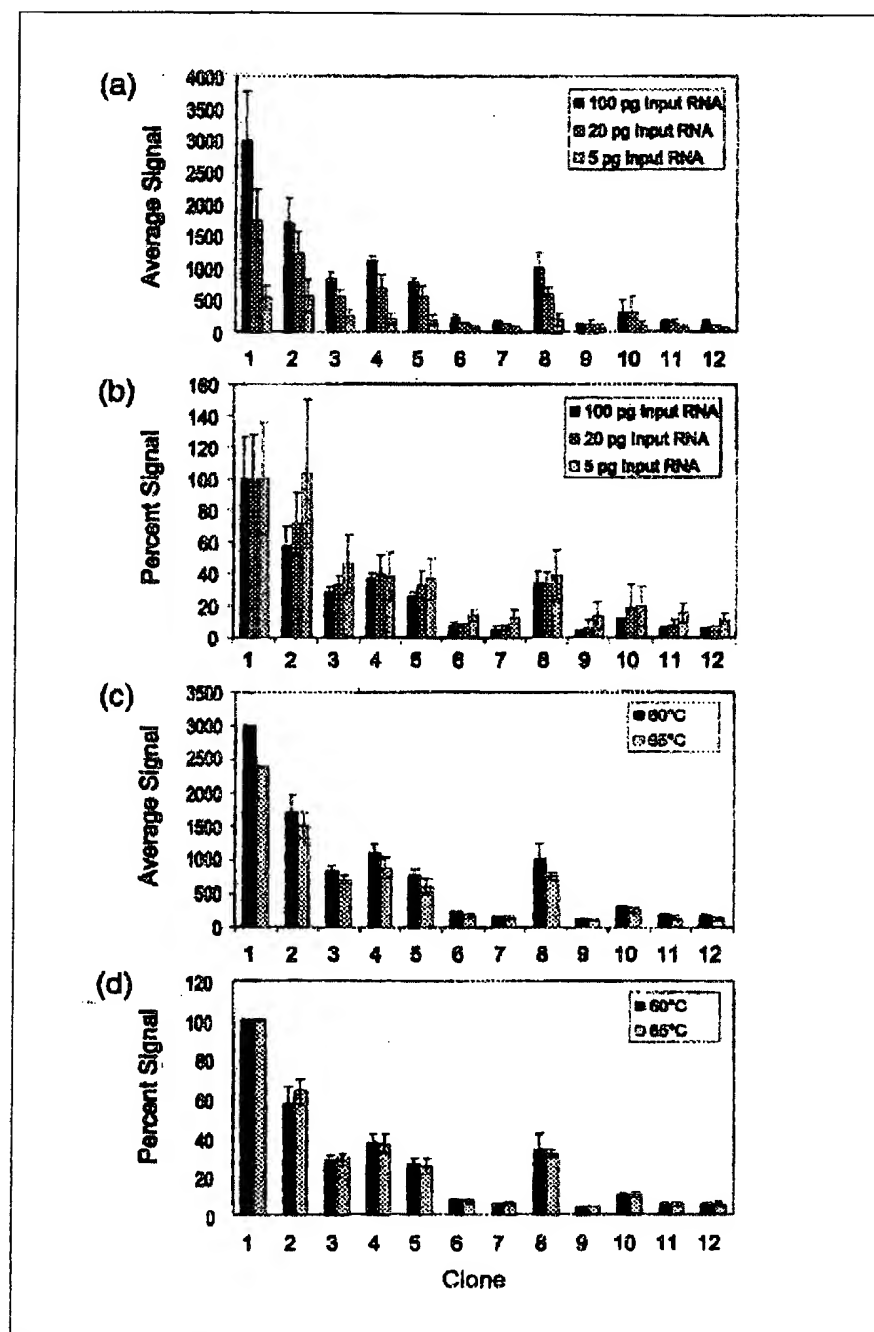 (a)
Average Signal
4000
3500
3000
2500
2000
1500
1000
500
0
100 pg Input RNA
20 pg Input RNA
5 pg Input RNA
1 2 3 4 5 6 7 8 9 10 11 12
(b)
Percent Signal
160
140
120
100
80
60
40
20
0
100 pg Input RNA
20 pg Input RNA
5 pg Input RNA
1 2 3 4 5 6 7 8 9 10 11 12
(c)
Average Signal
3500
3000
2500
2000
1500
1000
500
0
60°C
65°C
1 2 3 4 5 6 7 8 9 10 11 12
(d)
Percent Signal
120
100
80
60
40
20
0
60°C
65°C
1 2 3 4 5 6 7 8 9 10 11 12
Clone